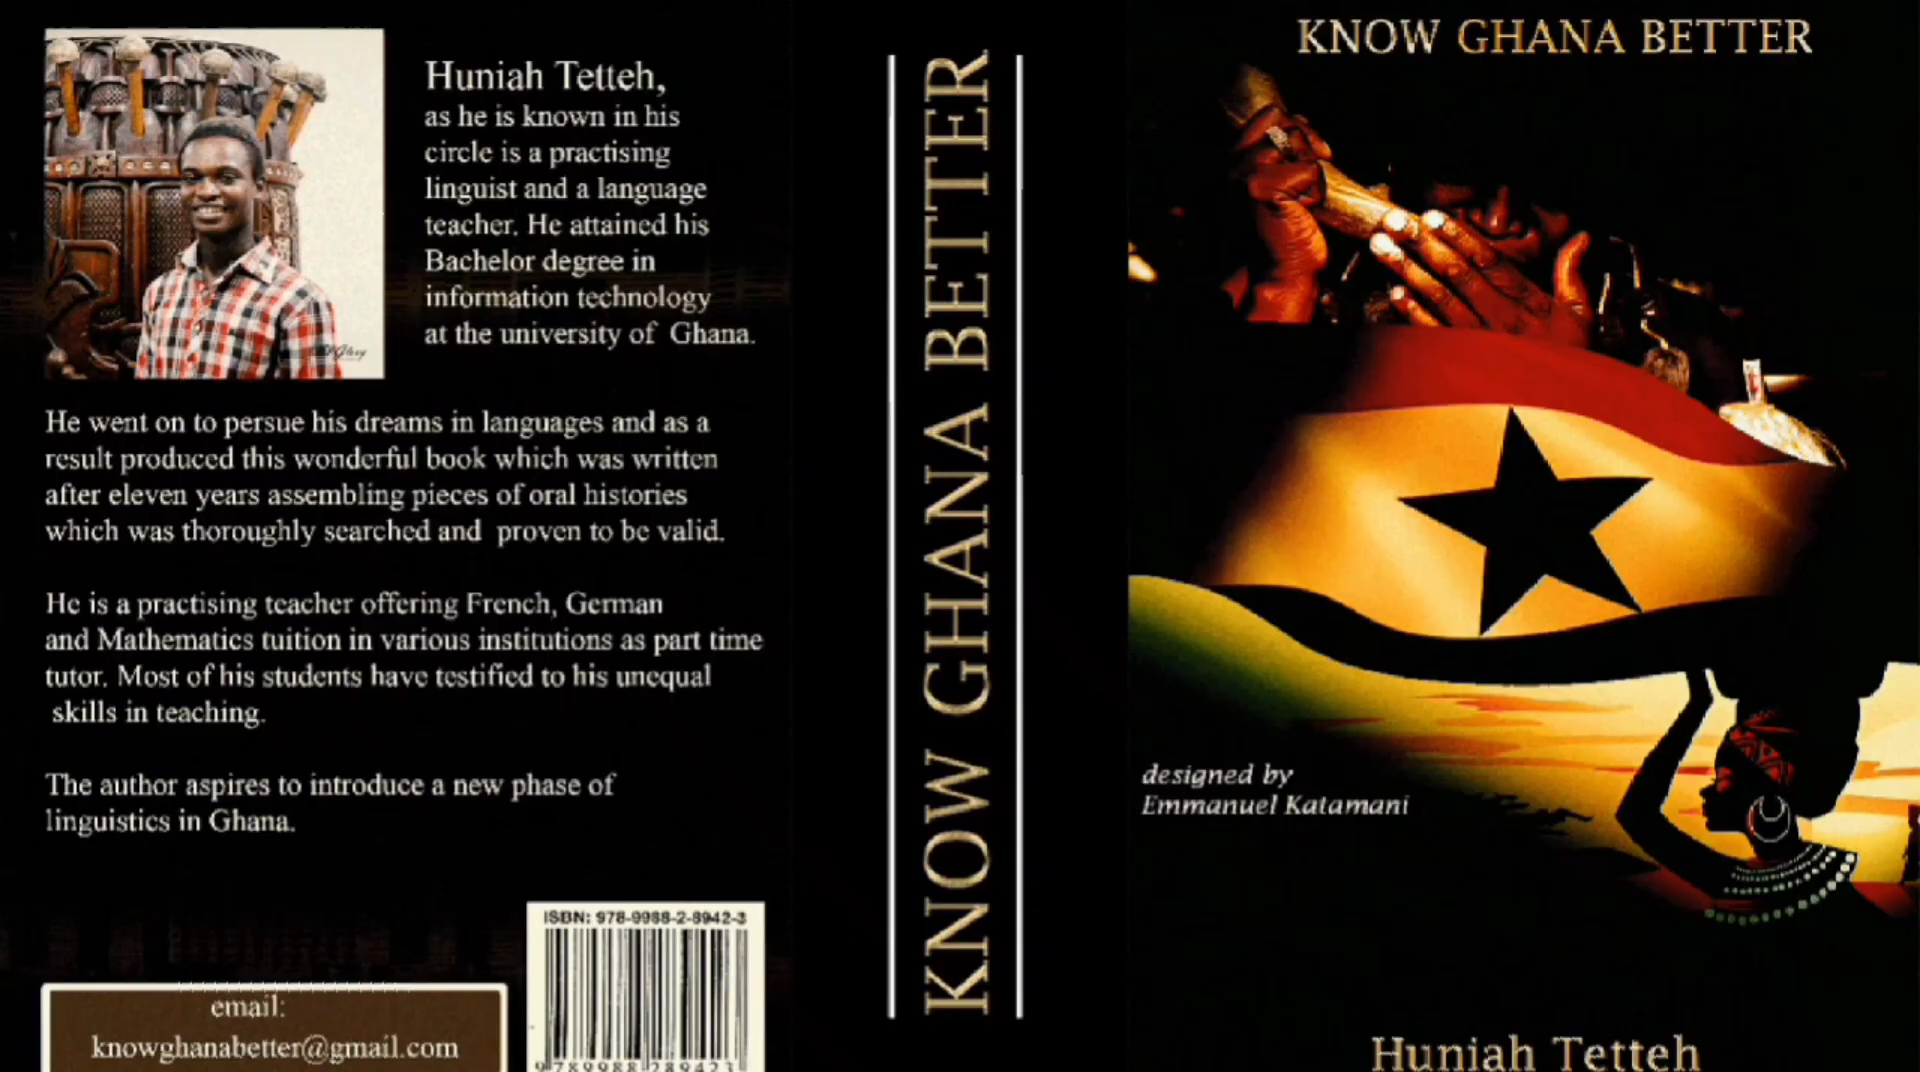 Huniah Tetteh,
as he is known in his
circle is a practising
linguist and a language
teacher. He attained his
Bachelor degree in
information technology
at the university of Ghana.
He went on to persue his dreams in languages and as a
result produced this wonderful book which was written
after eleven years assembling pieces of oral histories
which was thoroughly searched and proven to be valid.
He is a practising teacher offering French, German
and Mathematics tuition in various institutions as part time
tutor. Most of his students have testified to his unequal
skills in teaching.
The author aspires to introduce a new phase of
linguistics in Ghana.
ISBN: 978-9988-2-8942-3
9 789988 289423
email:
knowghanabetter@gmail.com
KNOW GHANA BETTER
KNOW GHANA BETTER
designed by
Emmanuel Katamani
Huniah Tetteh